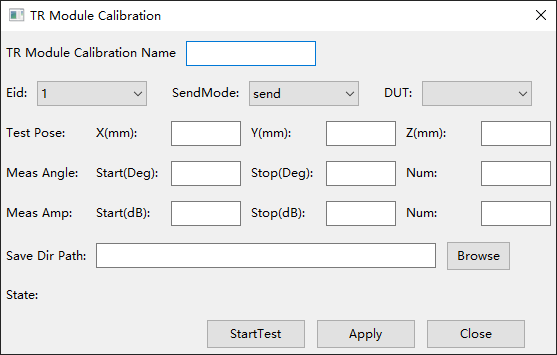 TR Module Calibration
TR Module Calibration Name
Eid: 1 SendMode: send DUT:
Test Pose: X(mm): Y(mm): Z(mm):
Meas Angle: Start(Deg): Stop(Deg): Num:
Meas Amp: Start(dB): Stop(dB): Num:
Save Dir Path: Browse
State:
StartTest Apply Close